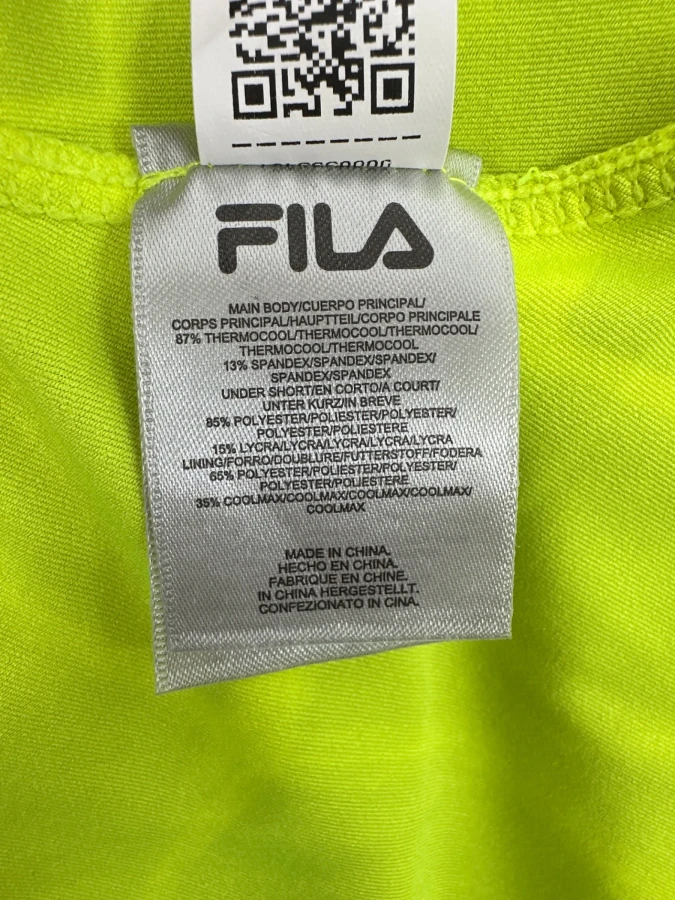 FILA
MAIN BODY/CUERPO PRINCIPAL/
CORPS PRINCIPAL/HAUPTTEIL/CORPO PRINCIPALE
87% THERMOCOOL/THERMOCOOL/THERMOCOOL/
THERMOCOOL/THERMOCOOL
13% SPANDEX/SPANDEX/SPANDEX/
SPANDEX/SPANDEX
UNDER SHORT/EN CORTO/A COURT/
UNTER KURZ/IN BREVE
85% POLYESTER/POLIESTER/POLYESTER/
POLYESTER/POLIESTERE
15% LYCRA/LYCRA/LYCRA/LYCRA/LYCRA
LINING/FORRO/DOUBLURE/FUTTERSTOFF/FODERA
65% POLYESTER/POLIESTER/POLYESTER/
POLYESTER/POLIESTERE
35% COOLMAX/COOLMAX/COOLMAX/COOLMAX/
COOLMAX
MADE IN CHINA.
HECHO EN CHINA.
FABRIQUE EN CHINE.
IN CHINA HERGESTELLT.
CONFEZIONATO IN CINA.